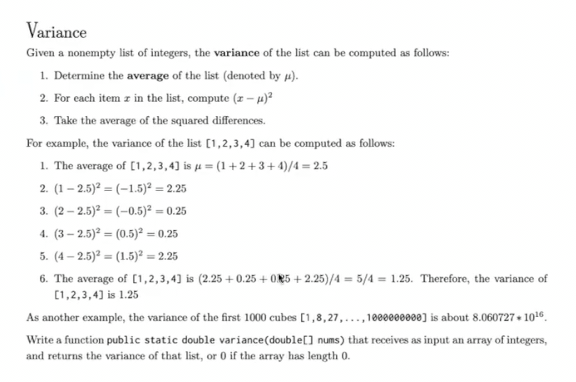 Variance
Given a nonempty list of integers, the variance of the list can be computed as follows:
1. Determine the average of the list (denoted by μ).
2. For each item x in the list, compute (x − μ)²
3. Take the average of the squared differences.
For example, the variance of the list [1,2,3,4] can be computed as follows:
1. The average of [1,2,3,4] is μ = (1 + 2 + 3 + 4)/4 = 2.5
2. (1 − 2.5)² = (−1.5)² = 2.25
3. (2 − 2.5)² = (−0.5)² = 0.25
4. (3 − 2.5)² = (0.5)² = 0.25
5. (4 − 2.5)² = (1.5)² = 2.25
6. The average of [1,2,3,4] is (2.25 + 0.25 + 0.25 + 2.25)/4 = 5/4 = 1.25. Therefore, the variance of
[1,2,3,4] is 1.25
As another example, the variance of the first 1000 cubes [1,8,27,...,1000000000] is about 8.060727 * 10¹⁶.
Write a function public static double variance(double[] nums) that receives as input an array of integers,
and returns the variance of that list, or 0 if the array has length 0.